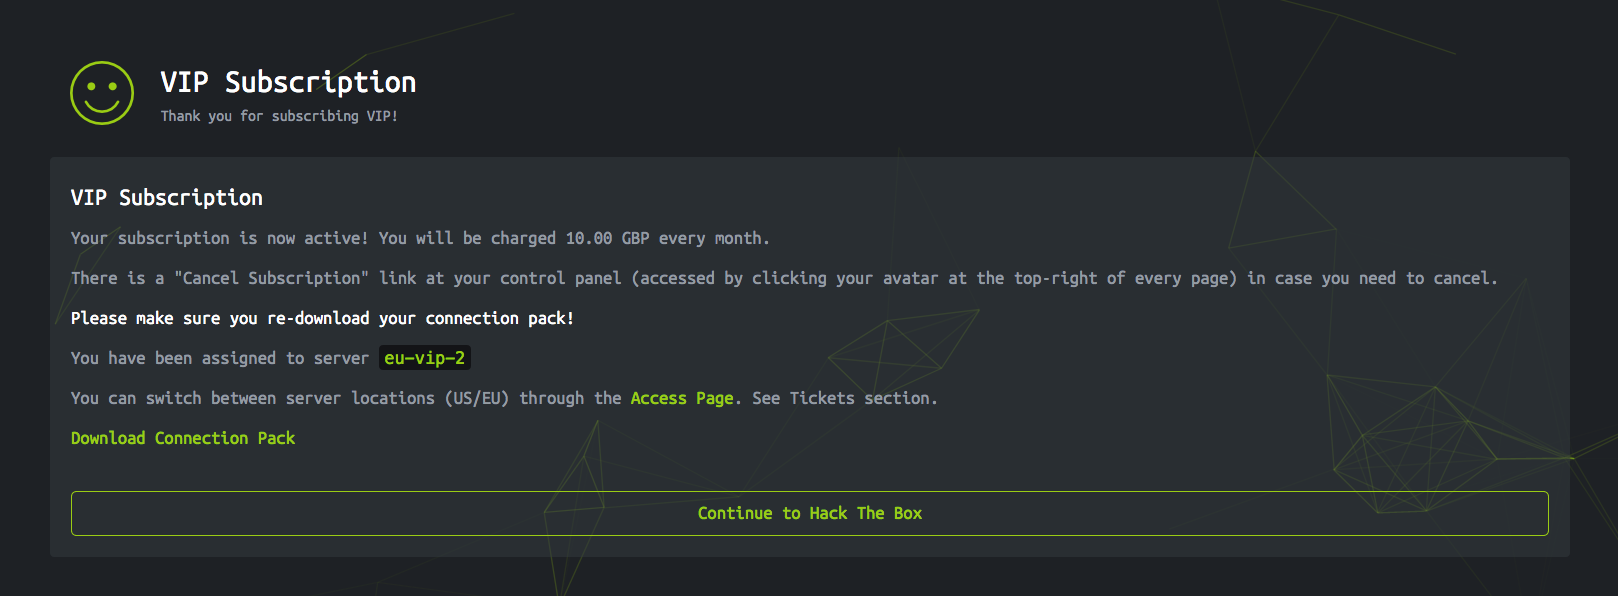 VIP Subscription
Thank you for subscribing VIP!
VIP Subscription
Your subscription is now active! You will be charged 10.00 GBP every month.
There is a "Cancel Subscription" link at your control panel (accessed by clicking your avatar at the top-right of every page) in case you need to cancel.
Please make sure you re-download your connection pack!
You have been assigned to server eu-vip-2
You can switch between server locations (US/EU) through the Access Page. See Tickets section.
Download Connection Pack
Continue to Hack The Box